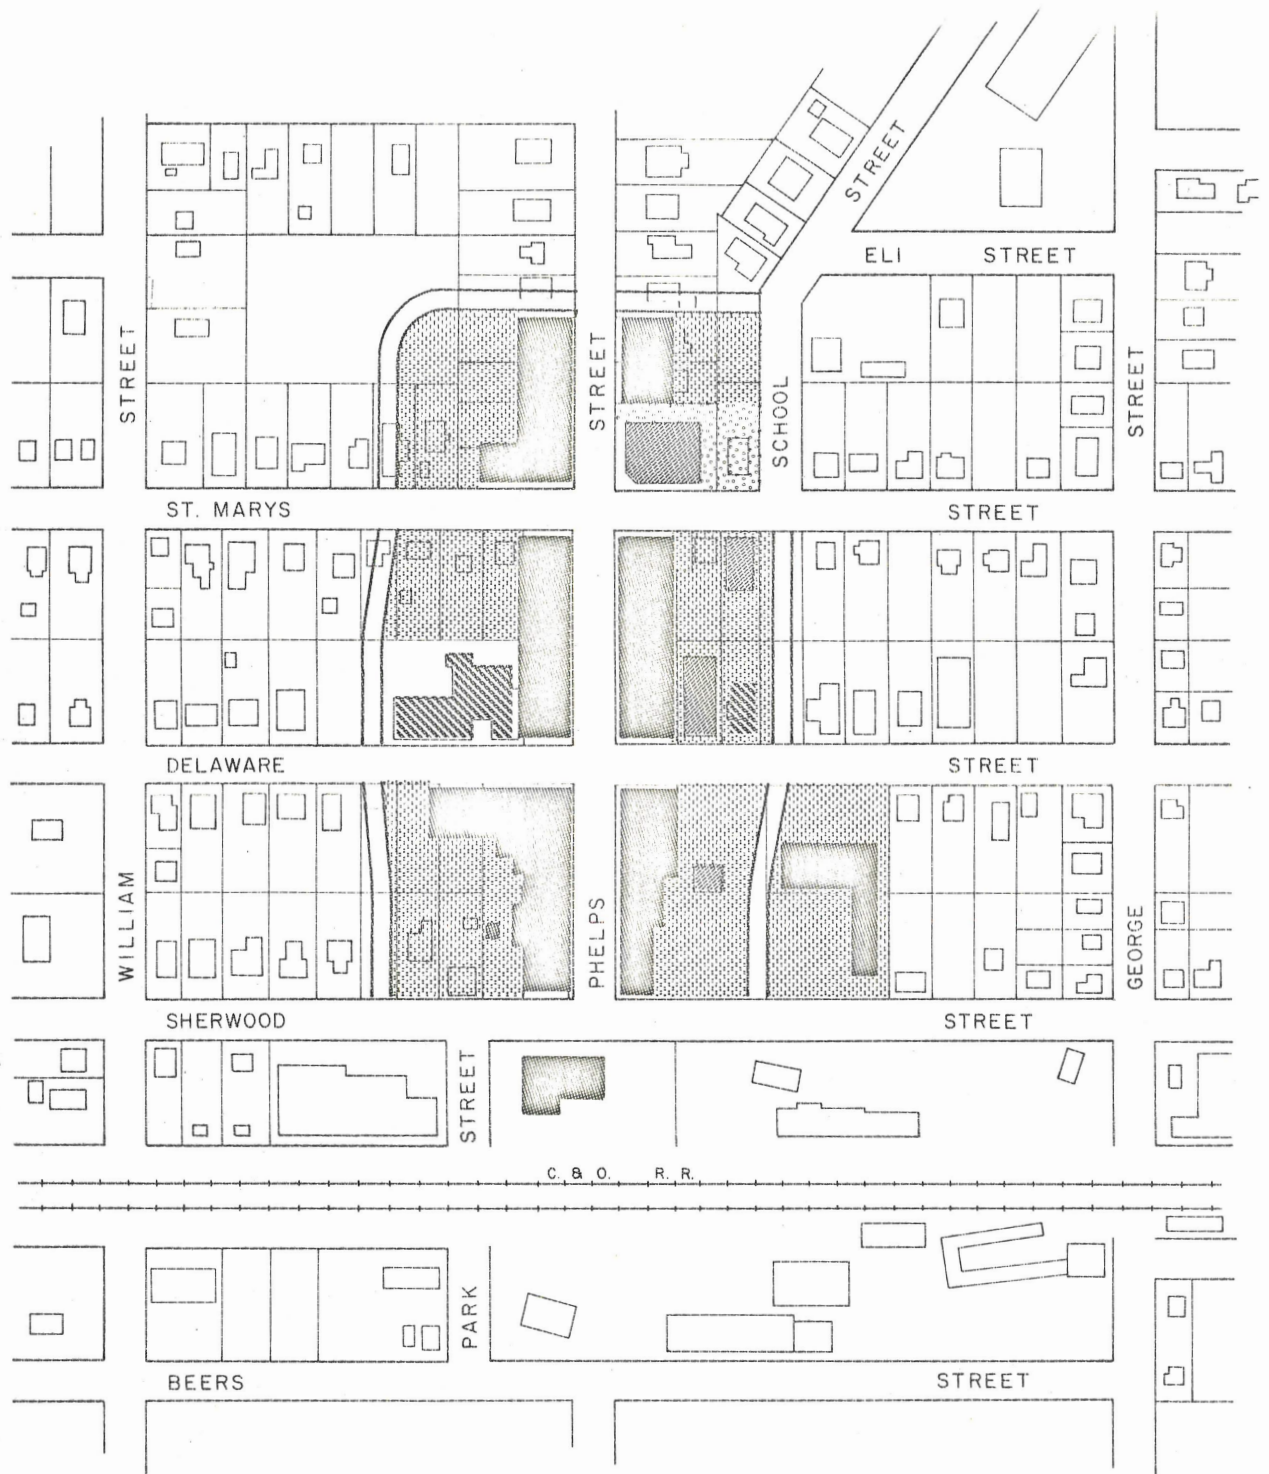 STREET
ELI STREET
STREET
STREET
SCHOOL
STREET
ST. MARYS STREET
DELAWARE STREET
WILLIAM
PHELPS
GEORGE
SHERWOOD STREET
STREET
C. & O. R. R.
PARK
BEERS STREET